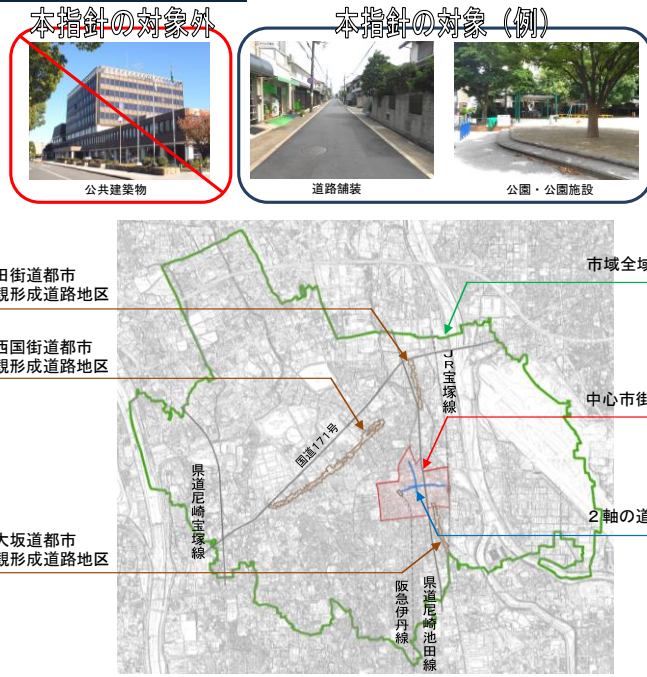 本指針の対象外
本指針の対象（例）
公共建築物
道路舗装
公園・公園施設
田街道都市
観形成道路地区
市域全域
西国街道都市
観形成道路地区
JR宝塚線
中心市街
国道171号
県道尼崎宝塚線
2軸の道
大坂道都市
観形成道路地区
阪急伊丹線
県道尼崎池田線